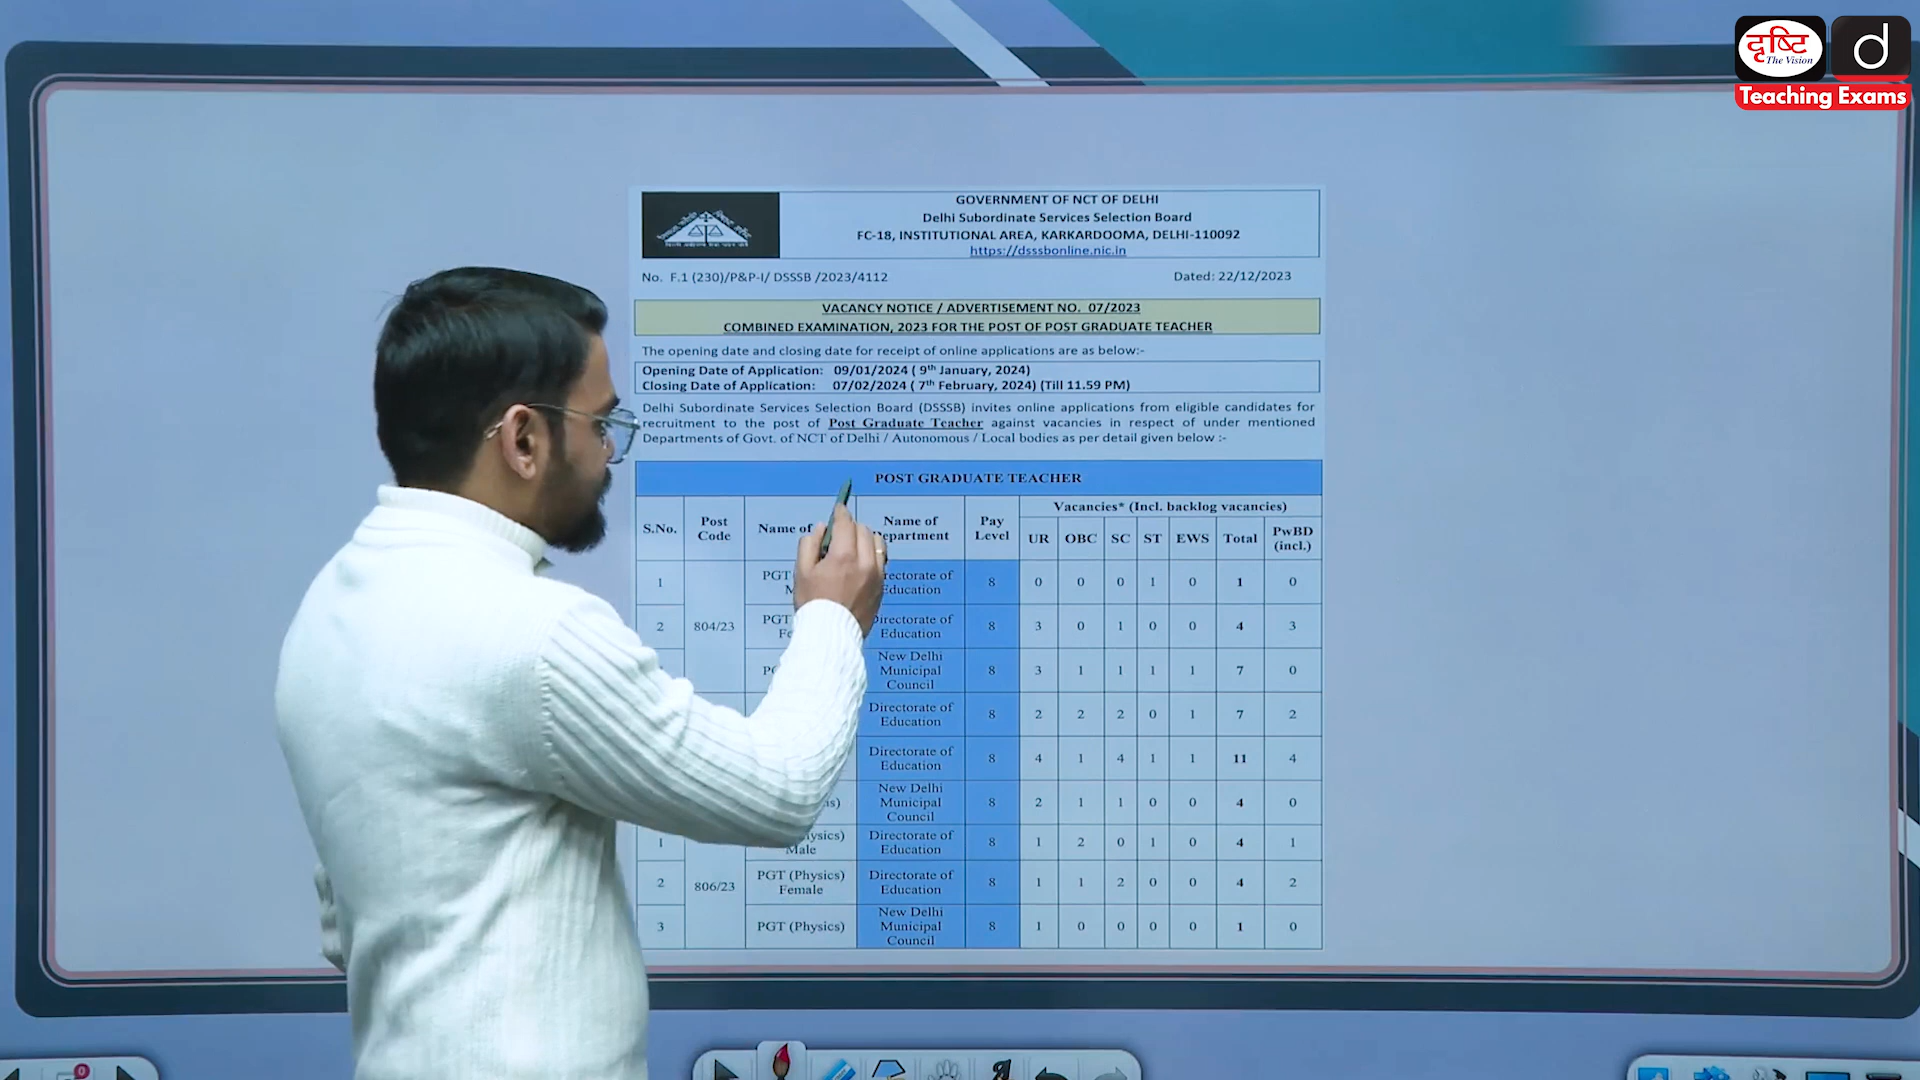 दृष्टि
The Vision
d
Teaching Exams
GOVERNMENT OF NCT OF DELHI
Delhi Subordinate Services Selection Board
FC-18, INSTITUTIONAL AREA, KARKARDOOMA, DELHI-110092
https://dsssbonline.nic.in
No. F.1 (230)/P&P-I/ DSSSB /2023/4112 Dated: 22/12/2023
VACANCY NOTICE / ADVERTISEMENT NO. 07/2023
COMBINED EXAMINATION, 2023 FOR THE POST OF POST GRADUATE TEACHER
The opening date and closing date for receipt of online applications are as below:-
Opening Date of Application: 09/01/2024 ( 9th January, 2024)
Closing Date of Application: 07/02/2024 ( 7th February, 2024) (Till 11.59 PM)
Delhi Subordinate Services Selection Board (DSSSB) invites online applications from eligible candidates for
recruitment to the post of Post Graduate Teacher against vacancies in respect of under mentioned
Departments of Govt. of NCT of Delhi / Autonomous / Local bodies as per detail given below :-
POST GRADUATE TEACHER
S.No. Post Code Name of Name of Department Pay Level Vacancies* (Incl. backlog vacancies)
UR OBC SC ST EWS Total PwBD (incl.)
1 PGT Directorate of Education 8 0 0 0 1 0 1 0
2 804/23 PGT Directorate of Education 8 3 0 1 0 0 4 3
New Delhi Municipal Council 8 3 1 1 1 1 7 0
Directorate of Education 8 2 2 2 0 1 7 2
Directorate of Education 8 4 1 4 1 1 11 4
New Delhi Municipal Council 8 2 1 1 0 0 4 0
1 Male Directorate of Education 8 1 2 0 1 0 4 1
2 806/23 PGT (Physics) Female Directorate of Education 8 1 1 2 0 0 4 2
3 PGT (Physics) New Delhi Municipal Council 8 1 0 0 0 0 1 0
0